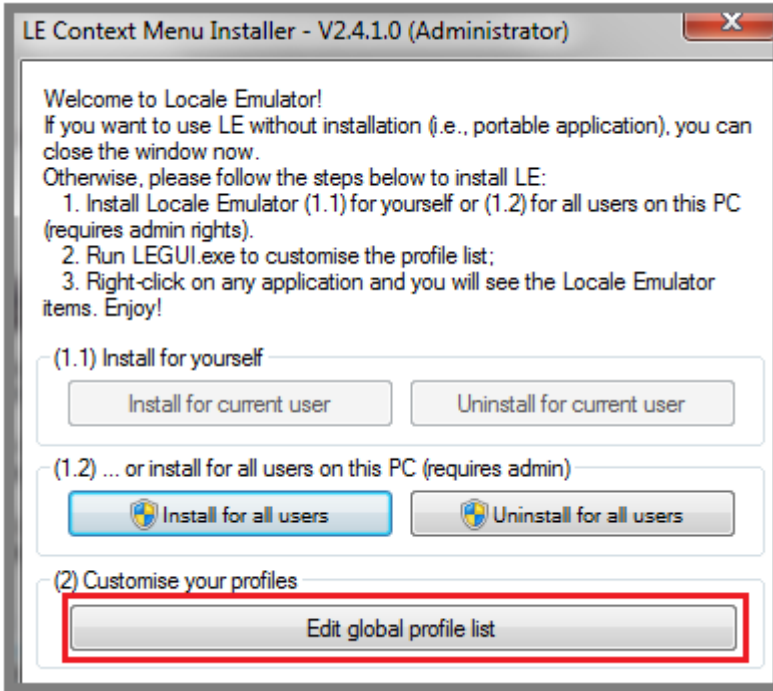 LE Context Menu Installer - V2.4.1.0 (Administrator)
Welcome to Locale Emulator!
If you want to use LE without installation (i.e., portable application), you can
close the window now.
Otherwise, please follow the steps below to install LE:
1. Install Locale Emulator (1.1) for yourself or (1.2) for all users on this PC
(requires admin rights).
2. Run LEGUI.exe to customise the profile list;
3. Right-click on any application and you will see the Locale Emulator
items. Enjoy!
(1.1) Install for yourself
Install for current user Uninstall for current user
(1.2) ... or install for all users on this PC (requires admin)
Install for all users Uninstall for all users
(2) Customise your profiles
Edit global profile list